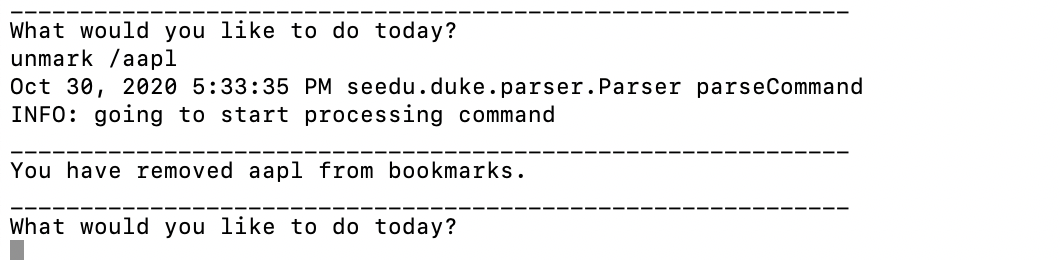 ____________________________________________________________
What would you like to do today?
unmark /aapl
Oct 30, 2020 5:33:35 PM seedu.duke.parser.Parser parseCommand
INFO: going to start processing command
____________________________________________________________
You have removed aapl from bookmarks.
____________________________________________________________
What would you like to do today?